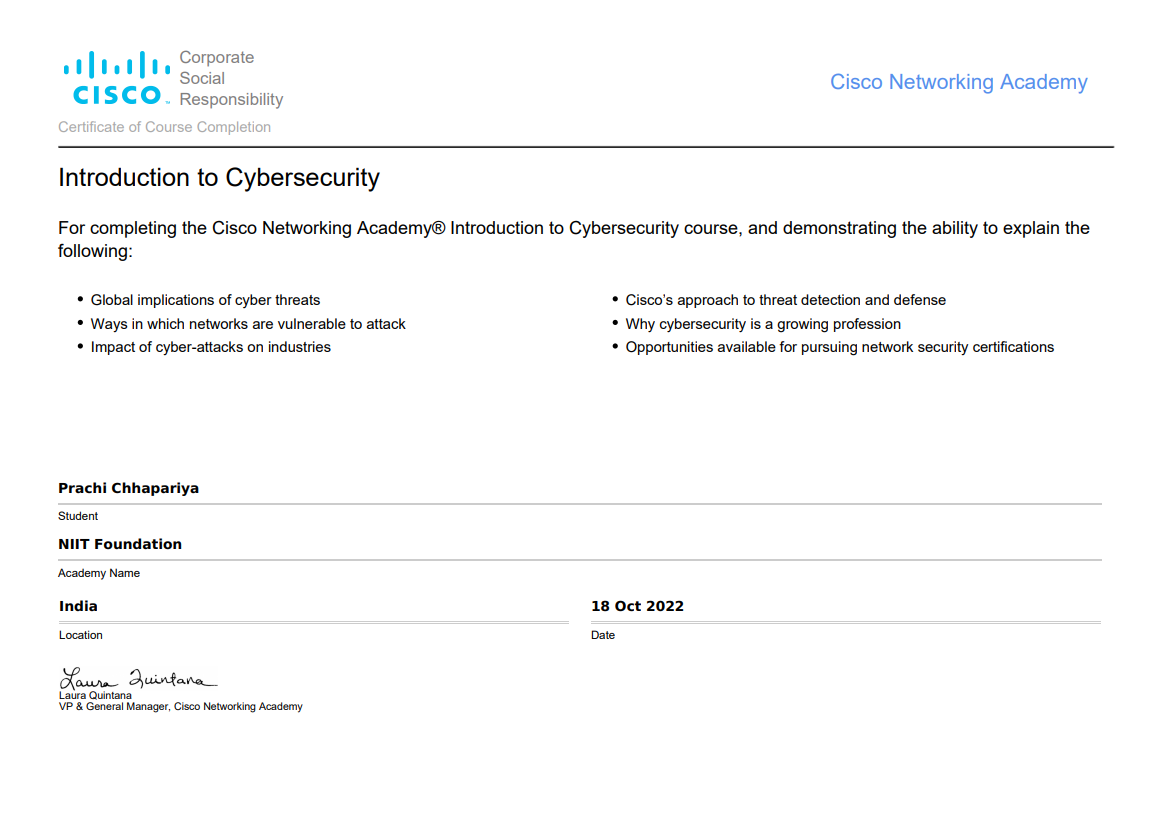 Corporate
Social
Responsibility
CISCO™
Cisco Networking Academy
Certificate of Course Completion
Introduction to Cybersecurity
For completing the Cisco Networking Academy® Introduction to Cybersecurity course, and demonstrating the ability to explain the
following:
• Global implications of cyber threats
• Ways in which networks are vulnerable to attack
• Impact of cyber-attacks on industries
• Cisco’s approach to threat detection and defense
• Why cybersecurity is a growing profession
• Opportunities available for pursuing network security certifications
Prachi Chhapariya
Student
NIIT Foundation
Academy Name
India
Location
18 Oct 2022
Date
Laura Quintana
Laura Quintana
VP & General Manager, Cisco Networking Academy